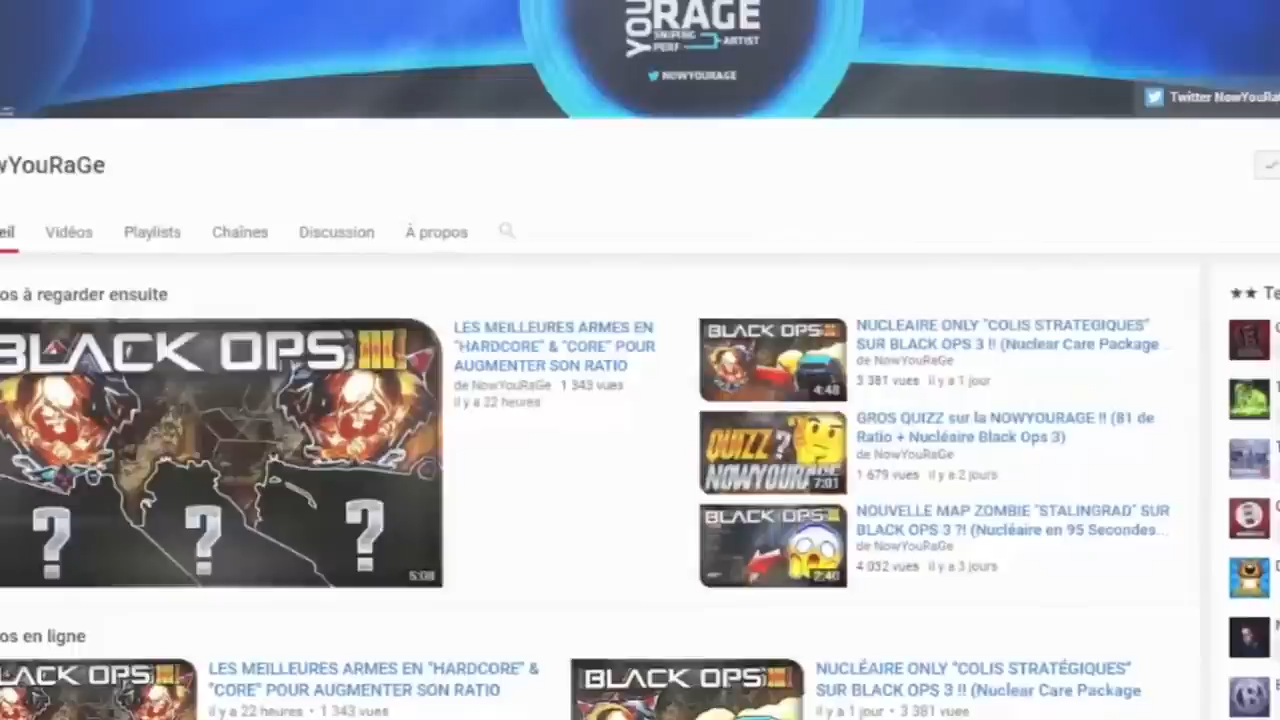 YOU
RAGE
SNIPING
PERF
ARTIST
NOWYOURAGE
Twitter NowYouRa
wYouRaGe
eil Vidéos Playlists Chaînes Discussion À propos
os à regarder ensuite
BLACK OPS III
? ? ?
5:08
LES MEILLEURES ARMES EN
"HARDCORE" & "CORE" POUR
AUGMENTER SON RATIO
de NowYouRaGe 1 343 vues
il y a 22 heures
BLACK OPS III
4:48
NUCLEAIRE ONLY "COLIS STRATEGIQUES"
SUR BLACK OPS 3 !! (Nuclear Care Package...
de NowYouRaGe
3 381 vues il y a 1 jour
QUIZZ ?
NOWYOURAGE
7:01
GROS QUIZZ sur la NOWYOURAGE !! (81 de
Ratio + Nucléaire Black Ops 3)
de NowYouRaGe
1 679 vues il y a 2 jours
BLACK OPS III
2:40
NOUVELLE MAP ZOMBIE "STALINGRAD" SUR
BLACK OPS 3 ?! (Nucléaire en 95 Secondes...
de NowYouRaGe
4 032 vues il y a 3 jours
★★ Te
os en ligne
LACK OPS III
LES MEILLEURES ARMES EN "HARDCORE" &
"CORE" POUR AUGMENTER SON RATIO
il y a 22 heures • 1 343 vues
BLACK OPS III
NUCLÉAIRE ONLY "COLIS STRATÉGIQUES"
SUR BLACK OPS 3 !! (Nuclear Care Package
il y a 1 jour • 3 381 vues